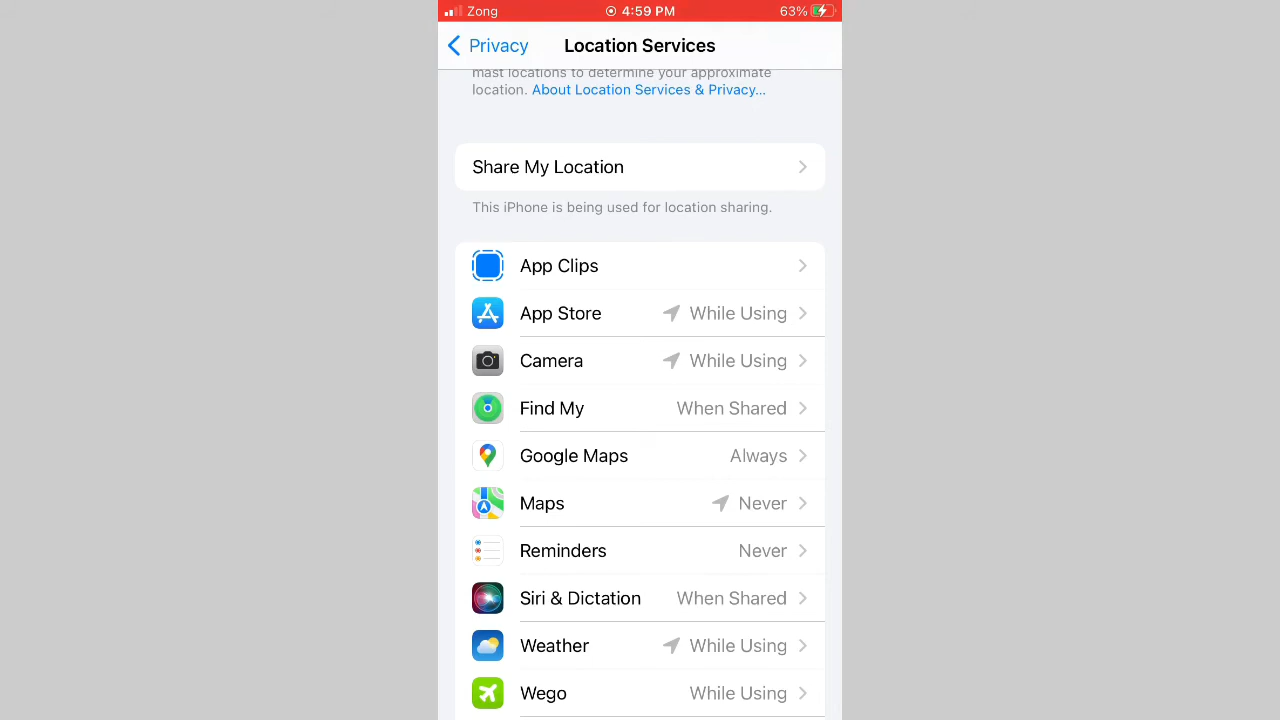 Zong 4:59 PM 63%
Privacy Location Services
mast locations to determine your approximate
location. About Location Services & Privacy...
Share My Location
This iPhone is being used for location sharing.
App Clips
App Store While Using
Camera While Using
Find My When Shared
Google Maps Always
Maps Never
Reminders Never
Siri & Dictation When Shared
Weather While Using
Wego While Using